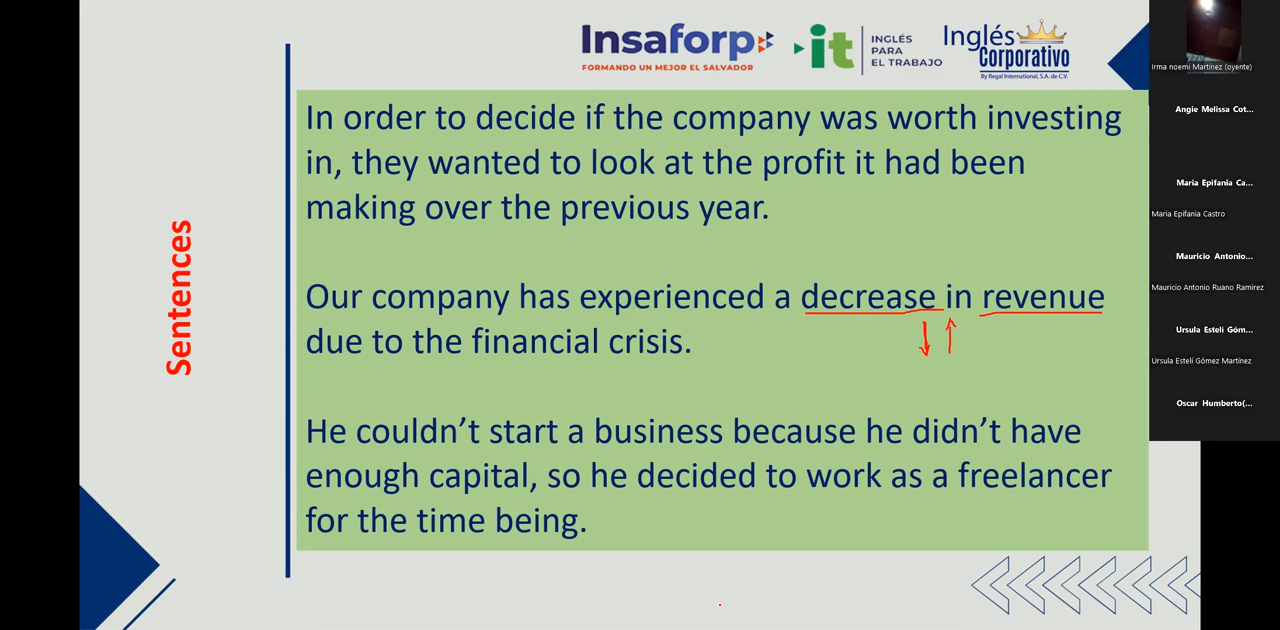 Insaforp
FORMANDO UN MEJOR EL SALVADOR
it
INGLÉS
PARA
EL TRABAJO
Inglés
Corporativo
By Regal International, S.A. de C.V.
Sentences
In order to decide if the company was worth investing
in, they wanted to look at the profit it had been
making over the previous year.
Our company has experienced a decrease in revenue
due to the financial crisis.
He couldn’t start a business because he didn’t have
enough capital, so he decided to work as a freelancer
for the time being.
Irma noemi Martínez (oyente)
Angie Melissa Cot...
Maria Epifania Ca...
Maria Epifania Castro
Mauricio Antonio...
Mauricio Antonio Ruano Ramirez
Ursula Estelí Góm...
Ursula Estelí Gómez Martínez
Oscar Humberto(...